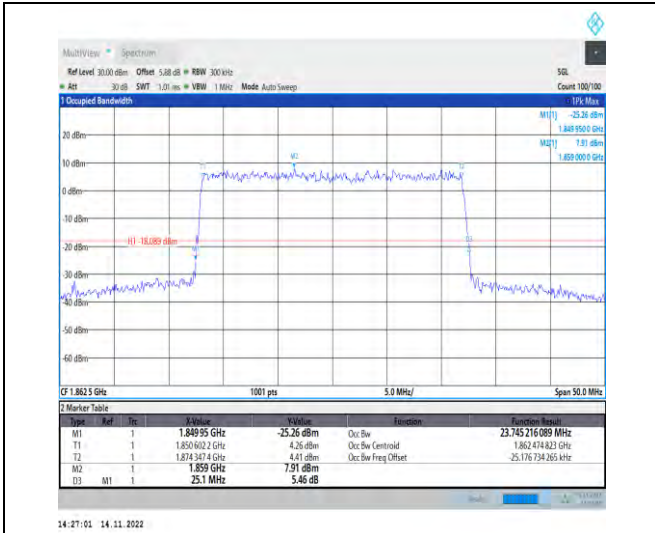 MultiView Spectrum
Ref Level 30.00 dBm Offset 5.88 dB RBW 300 kHz SGL
Att 30 dB SWT 1.01 ms VBW 1 MHz Mode Auto Sweep Count 100/100
1 Occupied Bandwidth 1Pk Max
M1[1] -25.26 dBm
1.849 950 0 GHz
20 dBm M2[1] 7.91 dBm
1.859 000 0 GHz
M2
10 dBm T1 T2
0 dBm
-10 dBm
H1 -18.089 dBm D3
-20 dBm
M1
-30 dBm
-40 dBm
-50 dBm
-60 dBm
CF 1.862 5 GHz 1001 pts 5.0 MHz/ Span 50.0 MHz
2 Marker Table
Type Ref Trc X-Value Y-Value Function Function Result
M1 1 1.849 95 GHz -25.26 dBm Occ Bw 23.745 216 089 MHz
T1 1 1.850 602 2 GHz 4.26 dBm Occ Bw Centroid 1.862 474 823 GHz
T2 1 1.874 347 4 GHz 4.41 dBm Occ Bw Freq Offset -25.176 734 265 kHz
M2 1 1.859 GHz 7.91 dBm
D3 M1 1 25.1 MHz 5.46 dB
14:27:01 14.11.2022